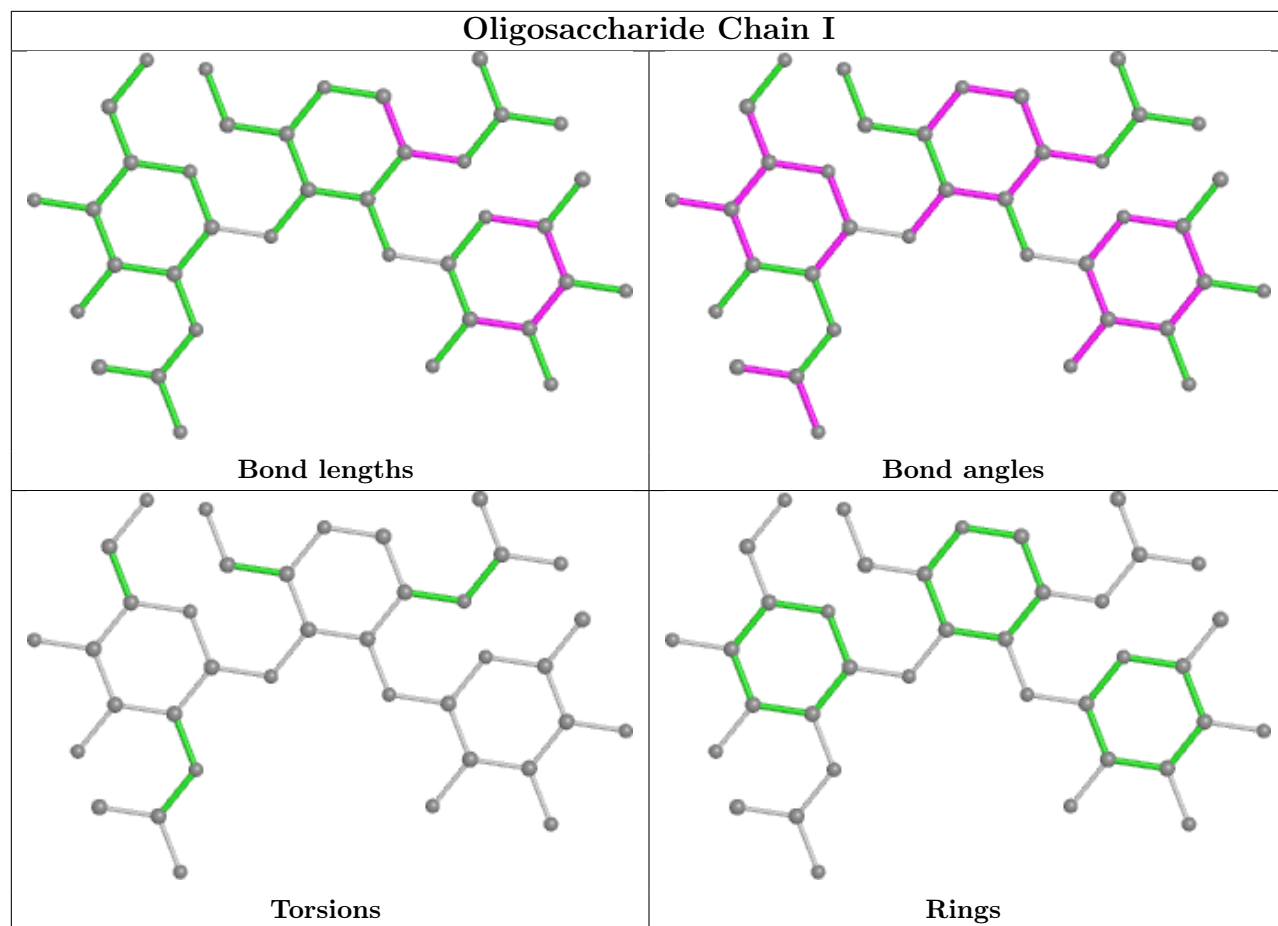 Oligosaccharide Chain I
Bond lengths
Bond angles
Torsions
Rings